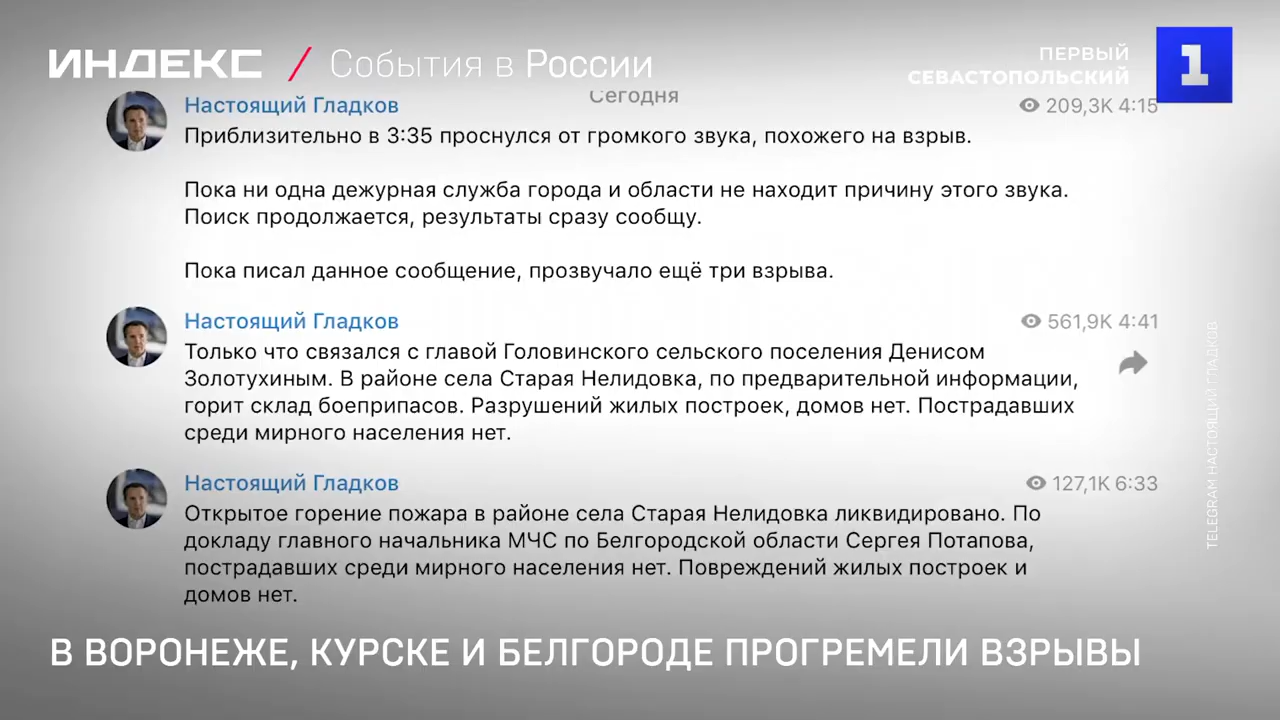 ИНДЕКС / События в России
ПЕРВЫЙ
СЕВАСТОПОЛЬСКИЙ
1
Сегодня
Настоящий Гладков 209,3K 4:15
Приблизительно в 3:35 проснулся от громкого звука, похожего на взрыв.
Пока ни одна дежурная служба города и области не находит причину этого звука.
Поиск продолжается, результаты сразу сообщу.
Пока писал данное сообщение, прозвучало ещё три взрыва.
Настоящий Гладков 561,9K 4:41
Только что связался с главой Головинского сельского поселения Денисом
Золотухиным. В районе села Старая Нелидовка, по предварительной информации,
горит склад боеприпасов. Разрушений жилых построек, домов нет. Пострадавших
среди мирного населения нет.
Настоящий Гладков 127,1K 6:33
Открытое горение пожара в районе села Старая Нелидовка ликвидировано. По
докладу главного начальника МЧС по Белгородской области Сергея Потапова,
пострадавших среди мирного населения нет. Повреждений жилых построек и
домов нет.
TELEGRAM НАСТОЯЩИЙ ГЛАДКОВ
В ВОРОНЕЖЕ, КУРСКЕ И БЕЛГОРОДЕ ПРОГРЕМЕЛИ ВЗРЫВЫ